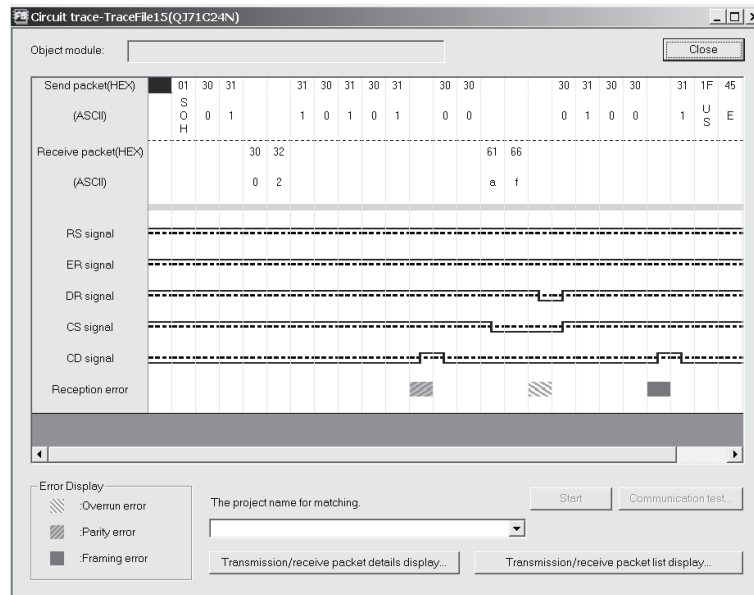 Circuit trace-TraceFile15(QJ71C24N)
Object module:
Close
Send packet(HEX) 01 30 31 31 30 31 30 31 30 30 30 31 30 30 31 1F 45
(ASCII) SOH 0 1 1 0 1 0 1 0 0 0 1 0 0 1 US E
Receive packet(HEX) 30 32 61 66
(ASCII) 0 2 a f
RS signal
ER signal
DR signal
CS signal
CD signal
Reception error
Error Display
:Overrun error
:Parity error
:Framing error
The project name for matching.
Start
Communication test...
Transmission/receive packet details display...
Transmission/receive packet list display...